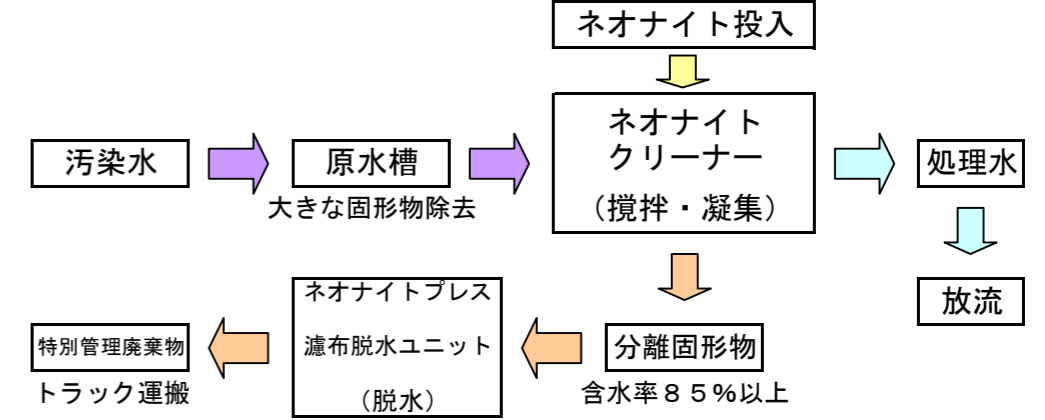 ネオナイト投入
汚染水
原水槽
大きな固形物除去
ネオナイト
クリーナー
（撹拌・凝集）
処理水
放流
特別管理廃棄物
トラック運搬
ネオナイトプレス
濾布脱水ユニット
（脱水）
分離固形物
含水率８５％以上